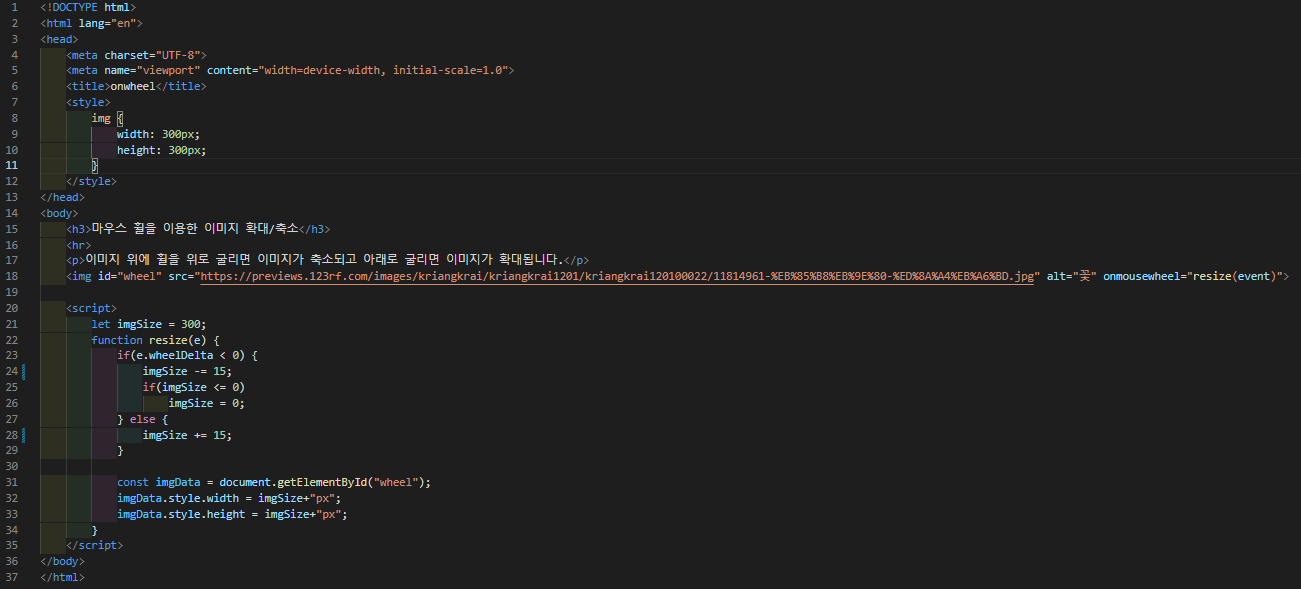 1 <!DOCTYPE html>
2 <html lang="en">
3 <head>
4 <meta charset="UTF-8">
5 <meta name="viewport" content="width=device-width, initial-scale=1.0">
6 <title>onwheel</title>
7 <style>
8 img {
9 width: 300px;
10 height: 300px;
11 }
12 </style>
13 </head>
14 <body>
15 <h3>마우스 휠을 이용한 이미지 확대/축소</h3>
16 <hr>
17 <p>이미지 위에 휠을 위로 굴리면 이미지가 축소되고 아래로 굴리면 이미지가 확대됩니다.</p>
18 <img id="wheel" src="https://previews.123rf.com/images/kriangkrai/kriangkrai1201/kriangkrai120100022/11814961-%EB%85%B8%EB%9E%80-%ED%8A%A4%EB%A6%BD.jpg" alt="꽃" onmousewheel="resize(event)">
19
20 <script>
21 let imgSize = 300;
22 function resize(e) {
23 if(e.wheelDelta < 0) {
24 imgSize -= 15;
25 if(imgSize <= 0)
26 imgSize = 0;
27 } else {
28 imgSize += 15;
29 }
30
31 const imgData = document.getElementById("wheel");
32 imgData.style.width = imgSize+"px";
33 imgData.style.height = imgSize+"px";
34 }
35 </script>
36 </body>
37 </html>